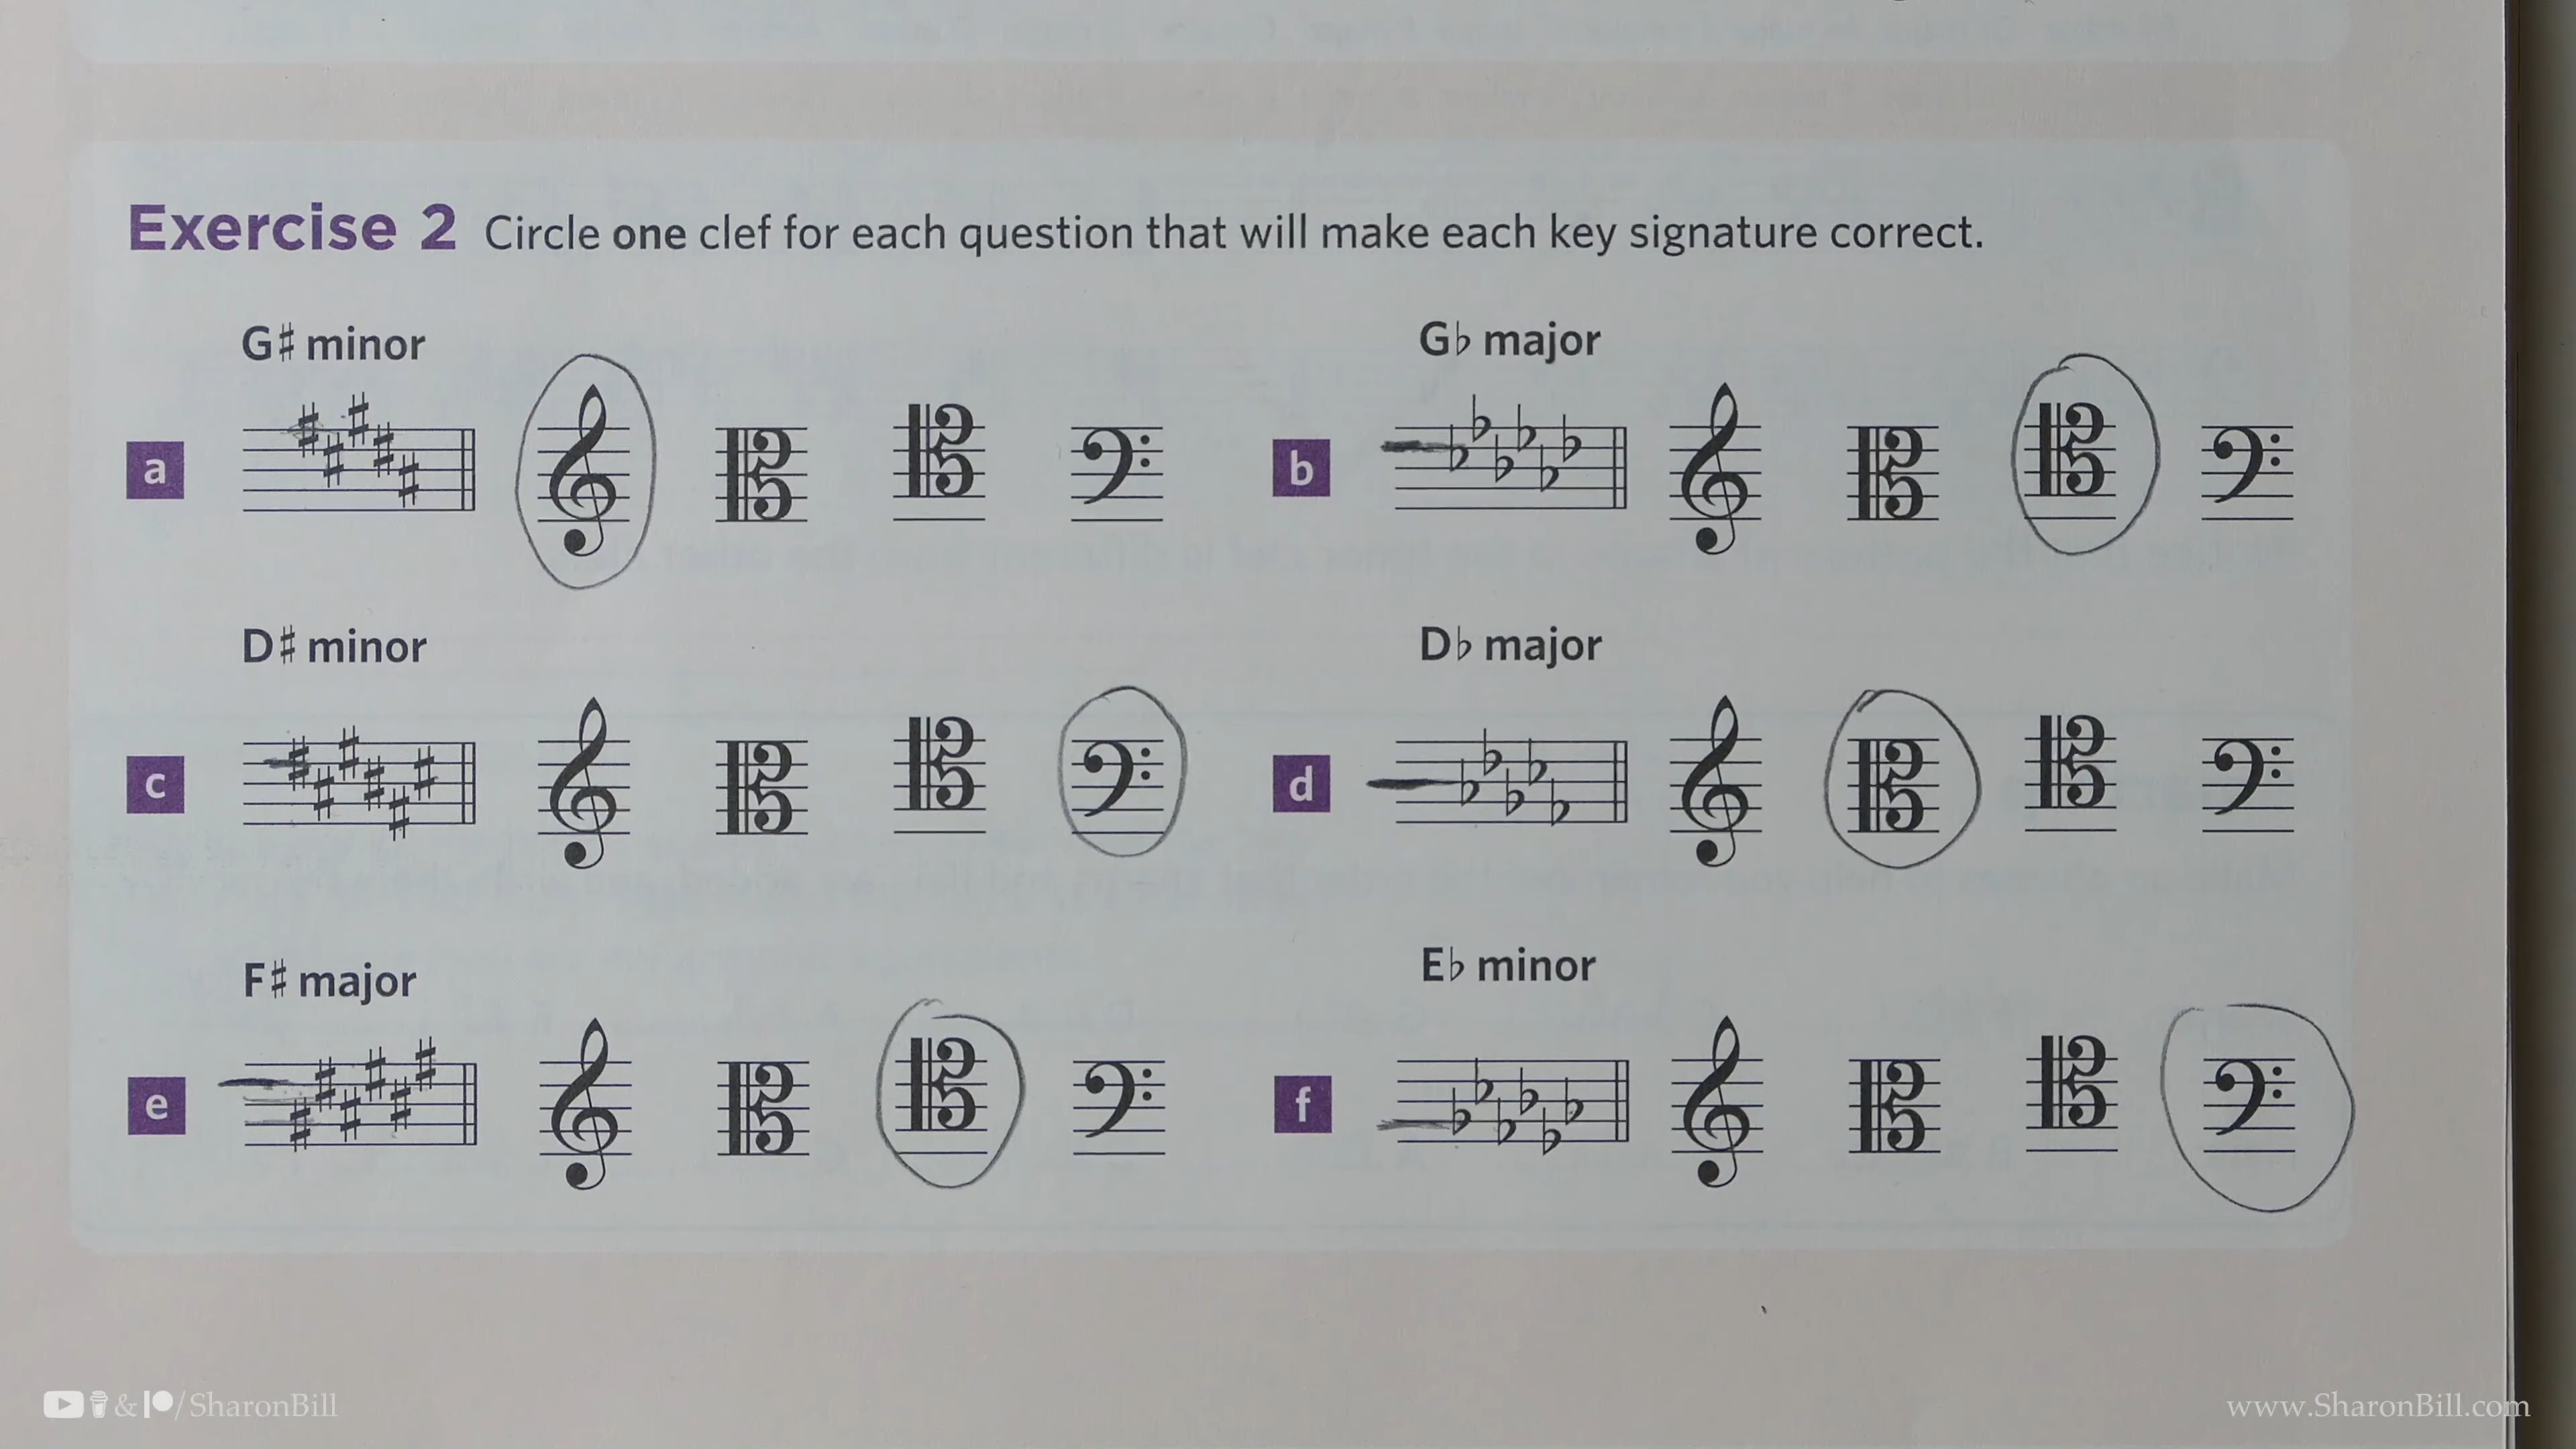 Exercise 2 Circle one clef for each question that will make each key signature correct.
G♯ minor
a
G♭ major
b
D♯ minor
c
D♭ major
d
F♯ major
e
E♭ minor
f
& /SharonBill
www.SharonBill.com